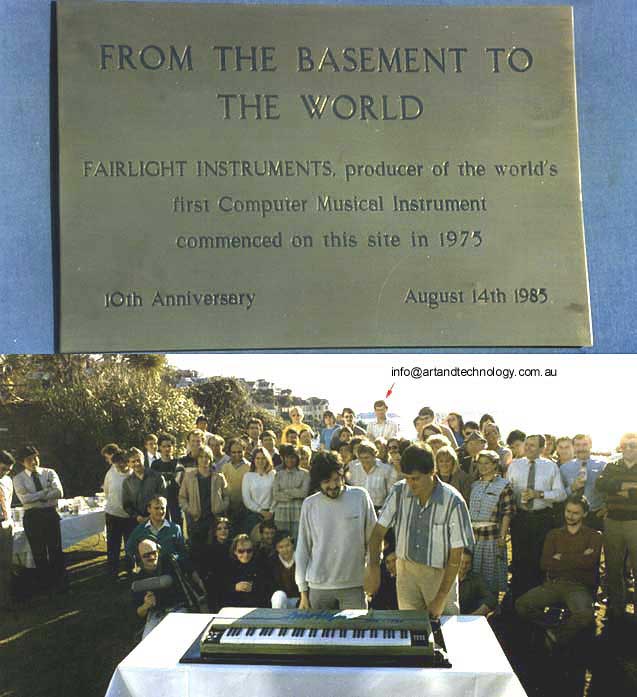 FROM THE BASEMENT TO
THE WORLD
FAIRLIGHT INSTRUMENTS, producer of the world's
first Computer Musical Instrument
commenced on this site in 1975
10th Anniversary August 14th 1985
info@artandtechnology.com.au